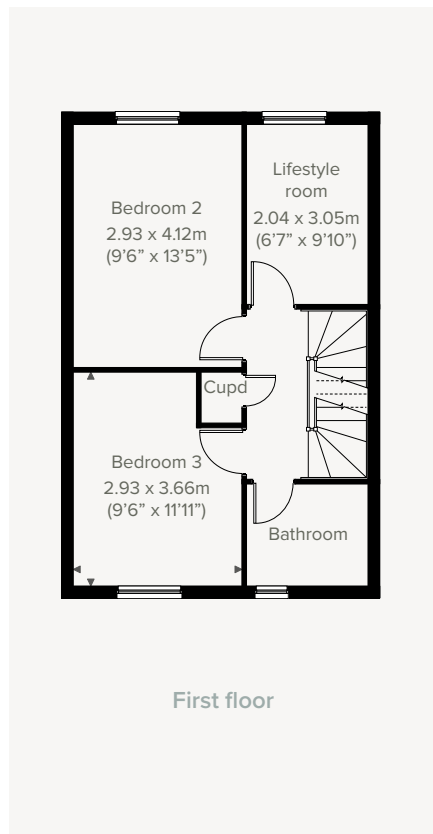 Lifestyle
room
2.04 x 3.05m
(6’7” x 9’10”)
Bedroom 2
2.93 x 4.12m
(9’6” x 13’5”)
Cupd
Bedroom 3
2.93 x 3.66m
(9’6” x 11’11”)
Bathroom
First floor